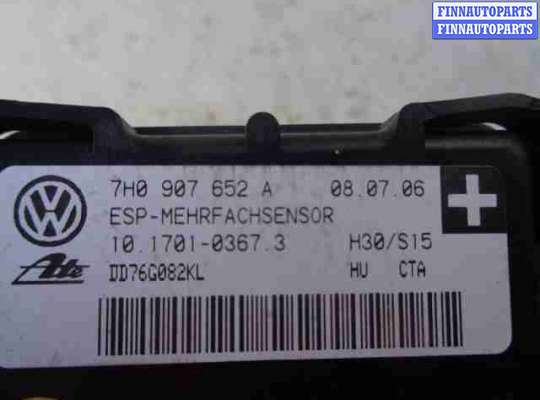 FINNAUTOPARTS
FINNAUTOPARTS
7H0 907 652 A 08.07.06
ESP-MEHRFACHSENSOR
10.1701-0367.3 H30/S15
Ate DD76G082KL HU CTA